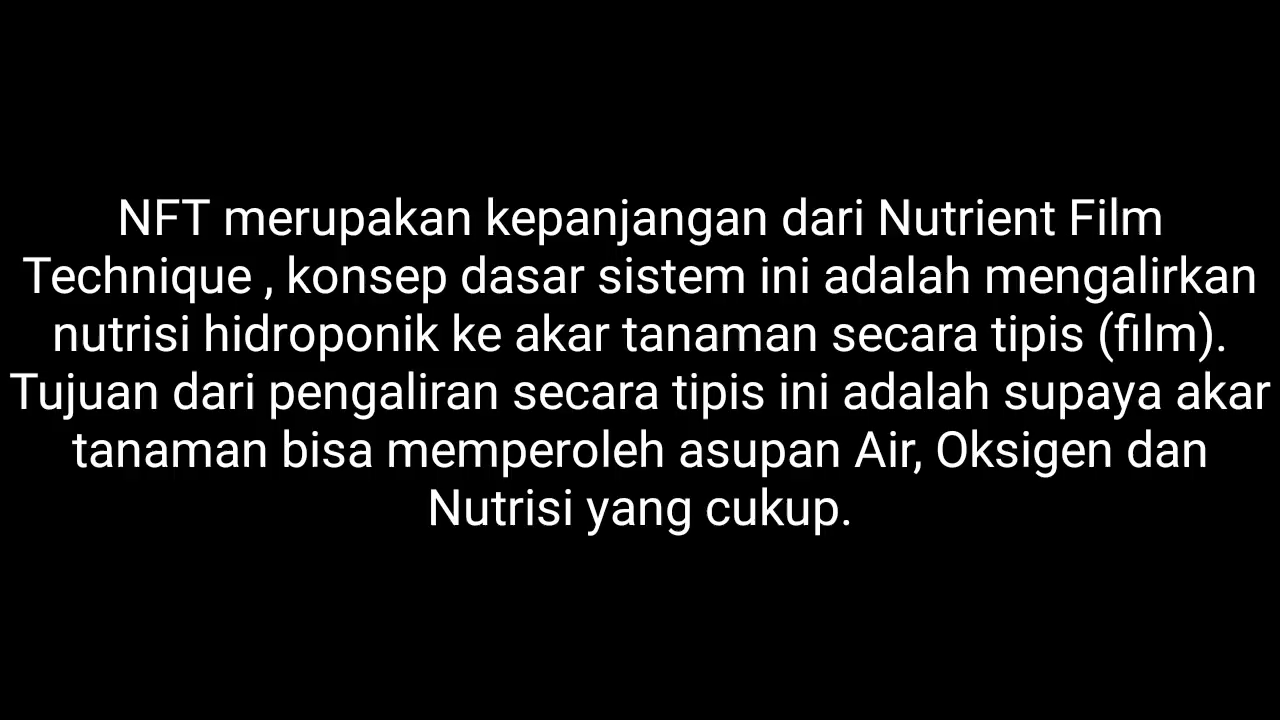 NFT merupakan kepanjangan dari Nutrient Film
Technique , konsep dasar sistem ini adalah mengalirkan
nutrisi hidroponik ke akar tanaman secara tipis (film).
Tujuan dari pengaliran secara tipis ini adalah supaya akar
tanaman bisa memperoleh asupan Air, Oksigen dan
Nutrisi yang cukup.